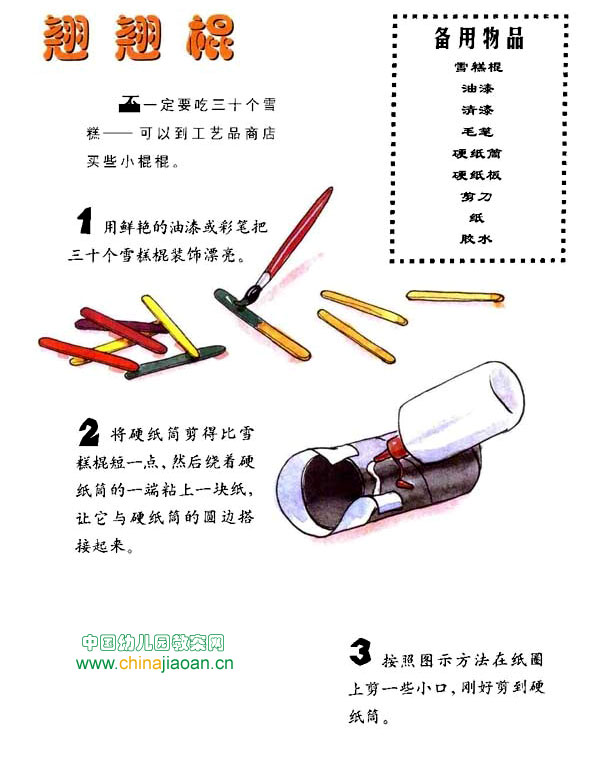 翘翘棍
不一定要吃三十个雪
糕——可以到工艺品商店
买些小棍棍。
备用物品
雪糕棍
油漆
清漆
毛笔
硬纸筒
硬纸板
剪刀
纸
胶水
1 用鲜艳的油漆或彩笔把
三十个雪糕棍装饰漂亮。
2 将硬纸筒剪得比雪
糕棍短一点、然后绕着硬
纸筒的一端粘上一块纸,
让它与硬纸筒的圆边搭
接起来。
中国幼儿园教案网
www.chinajiaoan.cn
3 按照图示方法在纸圈
上剪一些小口,刚好剪到硬
纸筒。